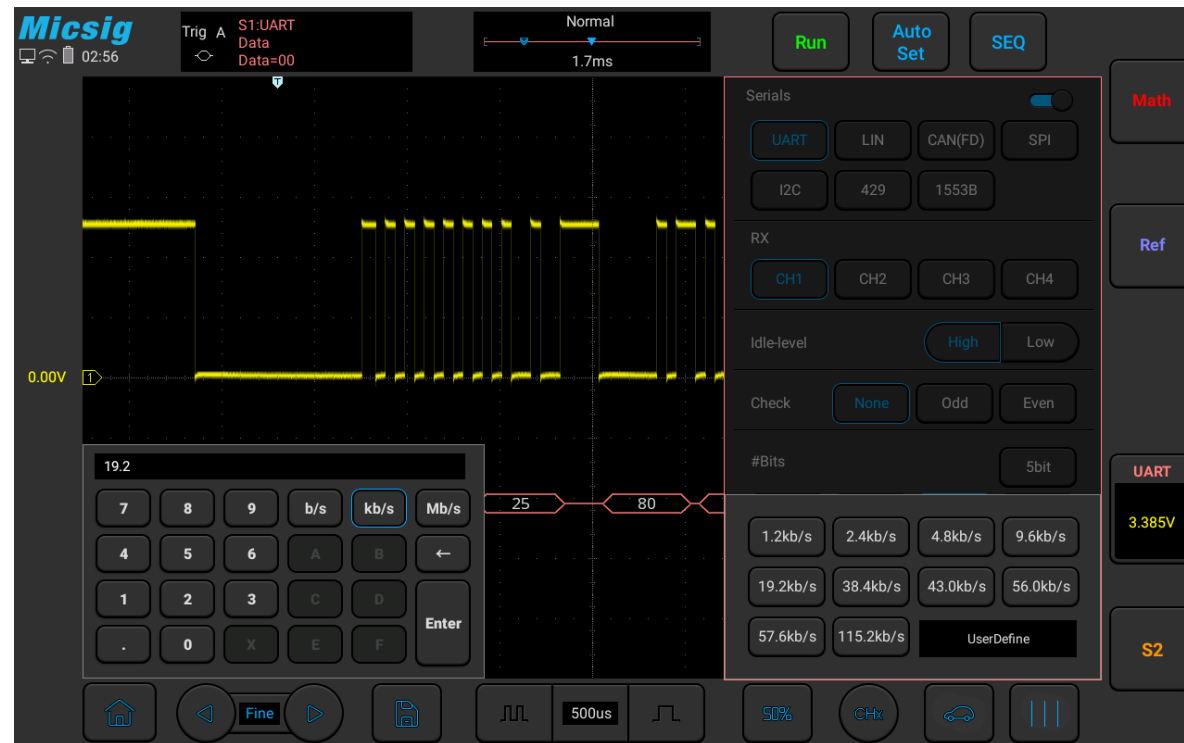 Micsig
02:56
Trig A
S1:UART
Data
Data=00
Normal
1.7ms
Run
Auto
Set
SEQ
T
Serials
UART LIN CAN(FD) SPI
I2C 429 1553B
RX
CH1 CH2 CH3 CH4
Idle-level High Low
Check None Odd Even
#Bits 5bit
0.00V 1
19.2
7 8 9 b/s kb/s Mb/s
4 5 6 A B ←
1 2 3 C D Enter
. 0 X E F
25 80
1.2kb/s 2.4kb/s 4.8kb/s 9.6kb/s
19.2kb/s 38.4kb/s 43.0kb/s 56.0kb/s
57.6kb/s 115.2kb/s UserDefine
Math
Ref
UART
3.385V
S2
Fine
500us
50%
CHx